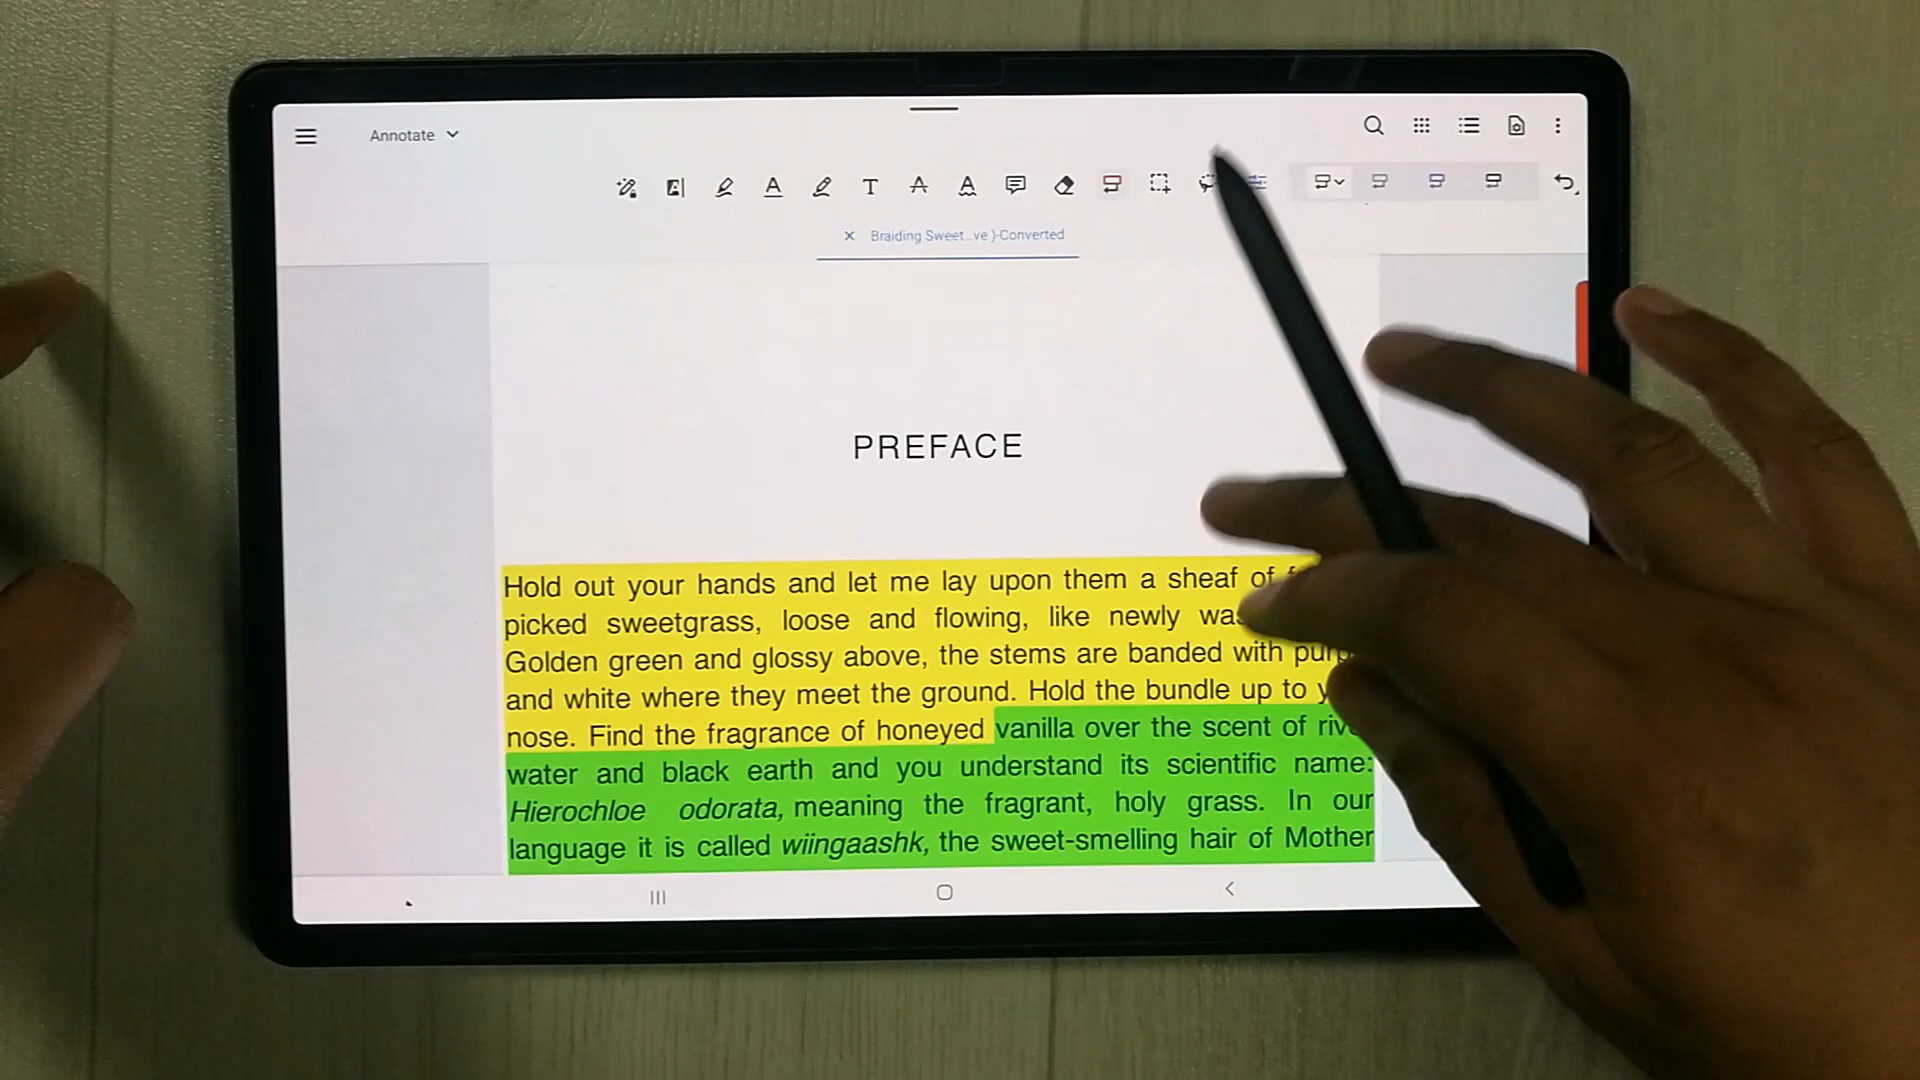 Annotate
Braiding Sweet...ve )-Converted
PREFACE
Hold out your hands and let me lay upon them a sheaf of
picked sweetgrass, loose and flowing, like newly
Golden green and glossy above, the stems are banded with
and white where they meet the ground. Hold the bundle up to
nose. Find the fragrance of honeyed vanilla over the scent of
water and black earth and you understand its scientific name:
Hierochloe odorata, meaning the fragrant, holy grass. In our
language it is called wiingaashk, the sweet-smelling hair of Mother